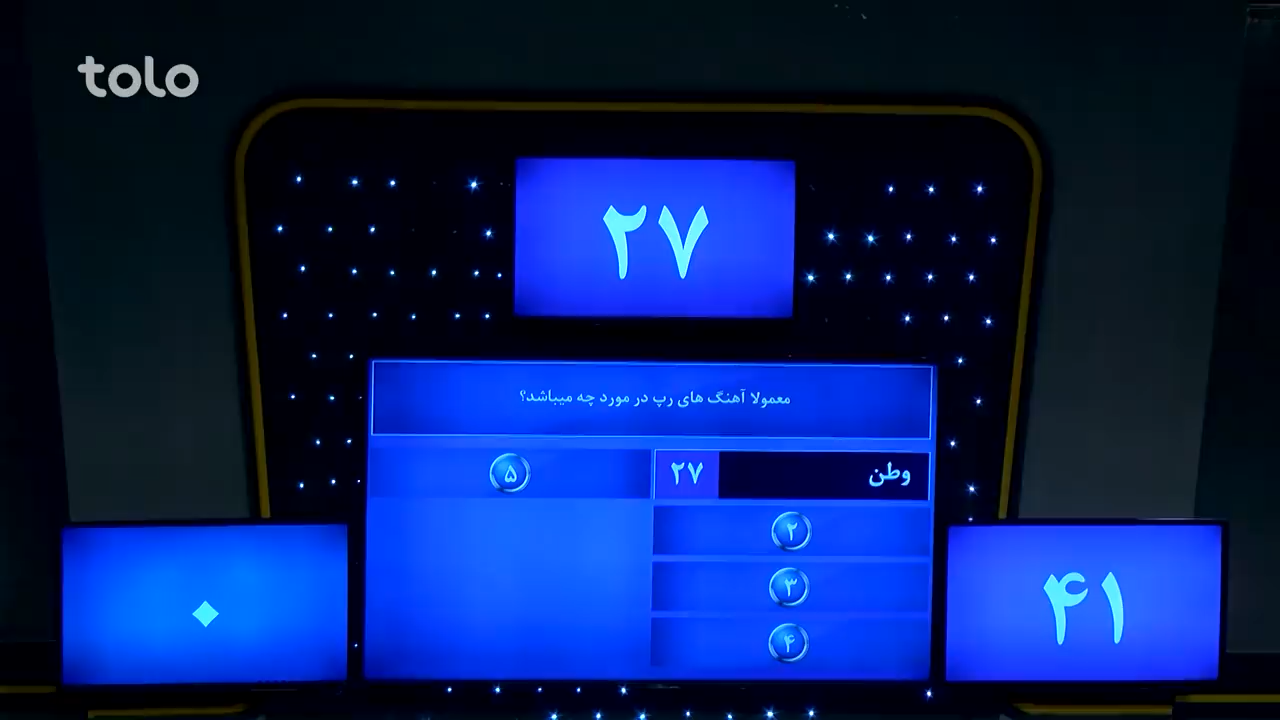 tolo
۲۷
معمولا آهنگ های رپ در مورد چه میباشد؟
وطن ۲۷
۵
۲
۳
۴
۴۱
۰